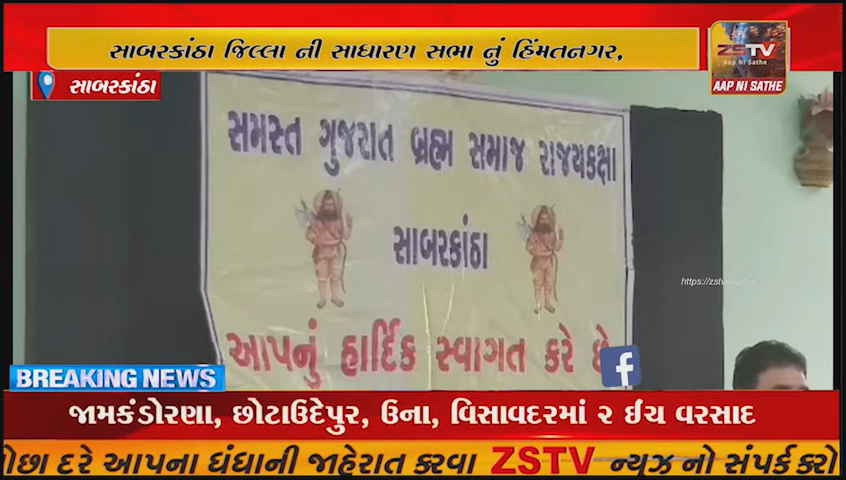 સાબરકાંઠા જિલ્લા ની સાધારણ સભા નું હિંમતનગર,
ZSTV
Aap Ni Sathe
AAP NI SATHE
સાબરકાંઠા
સમસ્ત ગુજરાત બ્રહ્મ સમાજ રાજયકક્ષા
સાબરકાંઠા
આપનું હાર્દિક સ્વાગત કરે છે
f
BREAKING NEWS
જામકંડોરણા, છોટાઉદેપુર, ઉના, વિસાવદરમાં ૨ ઈંચ વરસાદ
આપના ધંધાની જાહેરાત કરવા ZSTV ન્યૂઝ નો સંપર્ક કરો